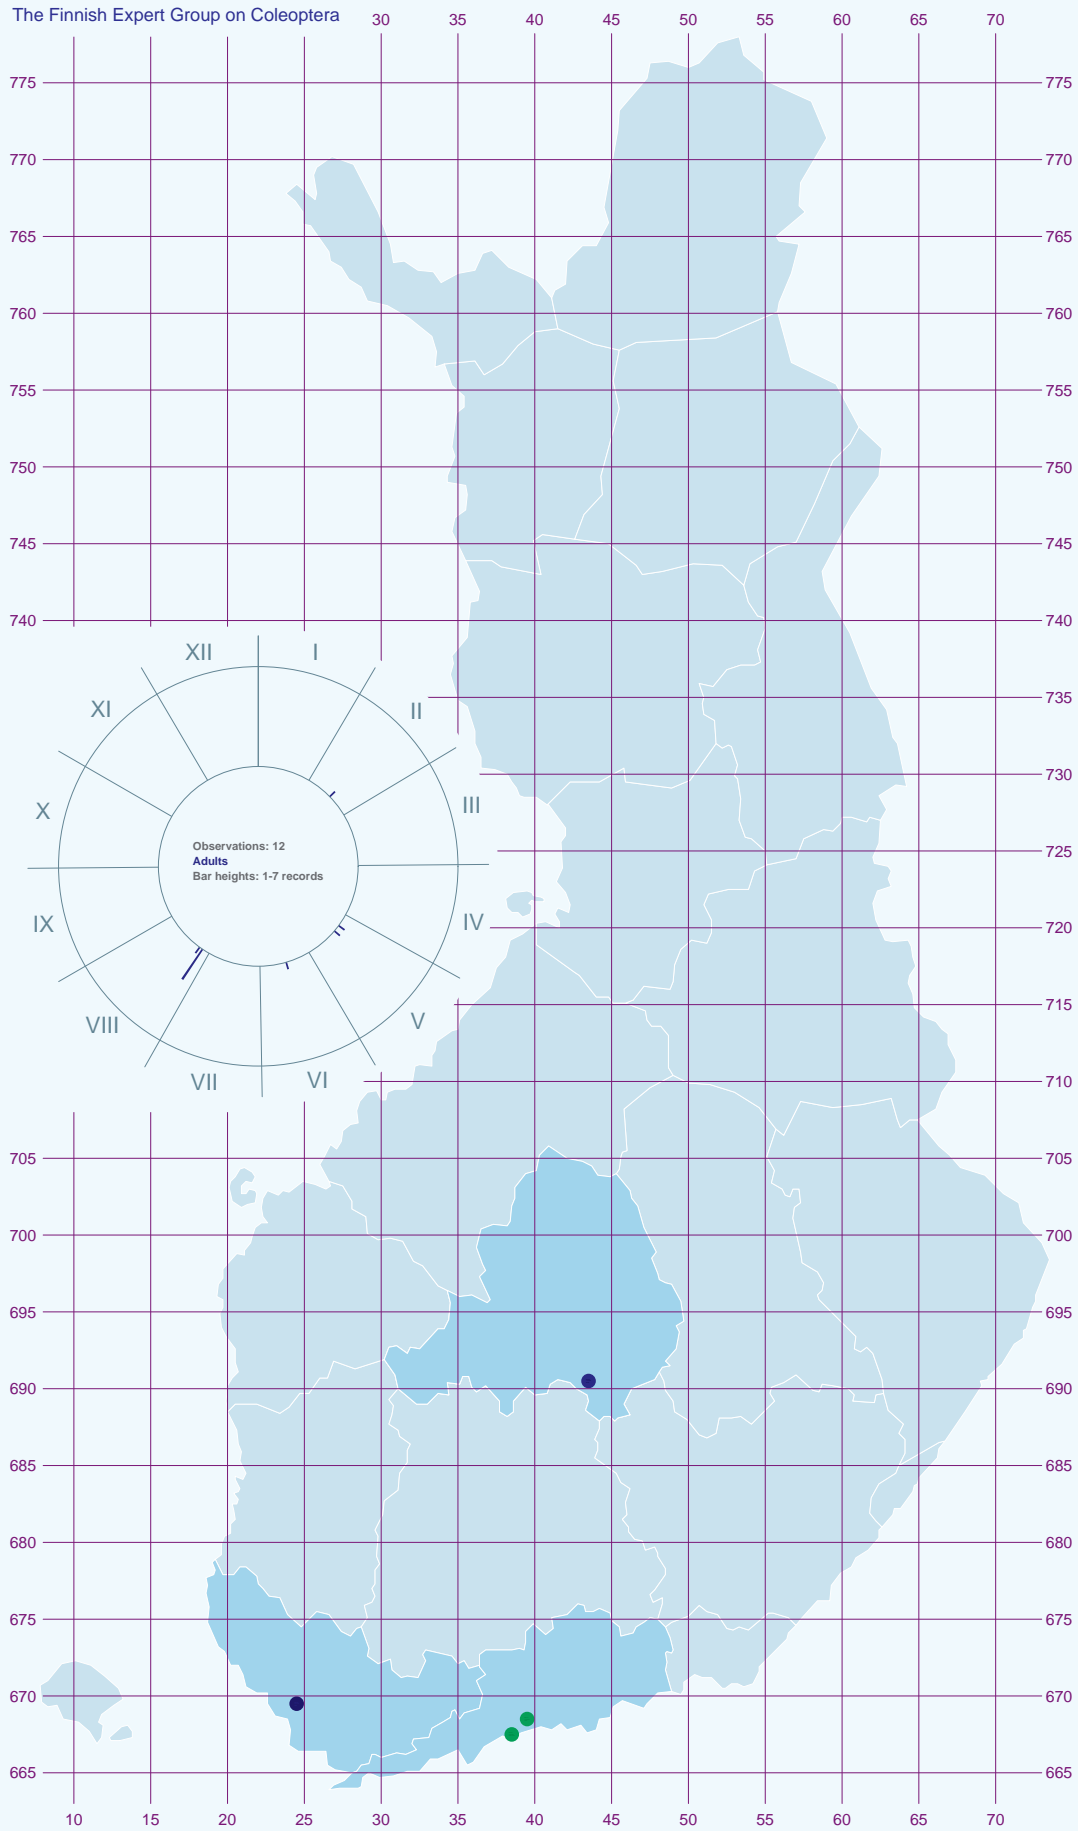 The Finnish Expert Group on Coleoptera
30 40 50 60 70
35 45 55 65
775 775
770 770
765 765
760 760
755 755
750 750
745 745
740 740
XII I
XI II
735
730
X III
725
Observations: 12
Adults
Bar heights: 1-7 records
IX IV
720
715
VIII V
VII VI
710
705 705
700 700
695 695
690 690
685 685
680 680
675 675
670 670
665 665
10 20 30 40 50 60 70
15 25 35 45 55 65